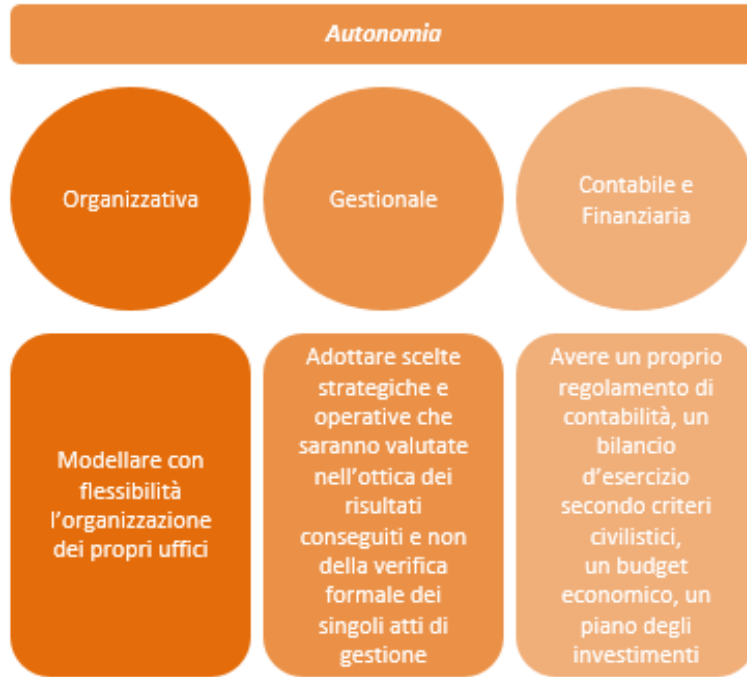 Autonomia
Organizzativa
Gestionale
Contabile e
Finanziaria
Modellare con
flessibilità
l'organizzazione
dei propri uffici
Adottare scelte
strategiche e
operative che
saranno valutate
nell'ottica dei
risultati
conseguiti e non
della verifica
formale dei
singoli atti di
gestione
Avere un proprio
regolamento di
contabilità, un
bilancio
d'esercizio
secondo criteri
civilistici,
un budget
economico, un
piano degli
investimenti